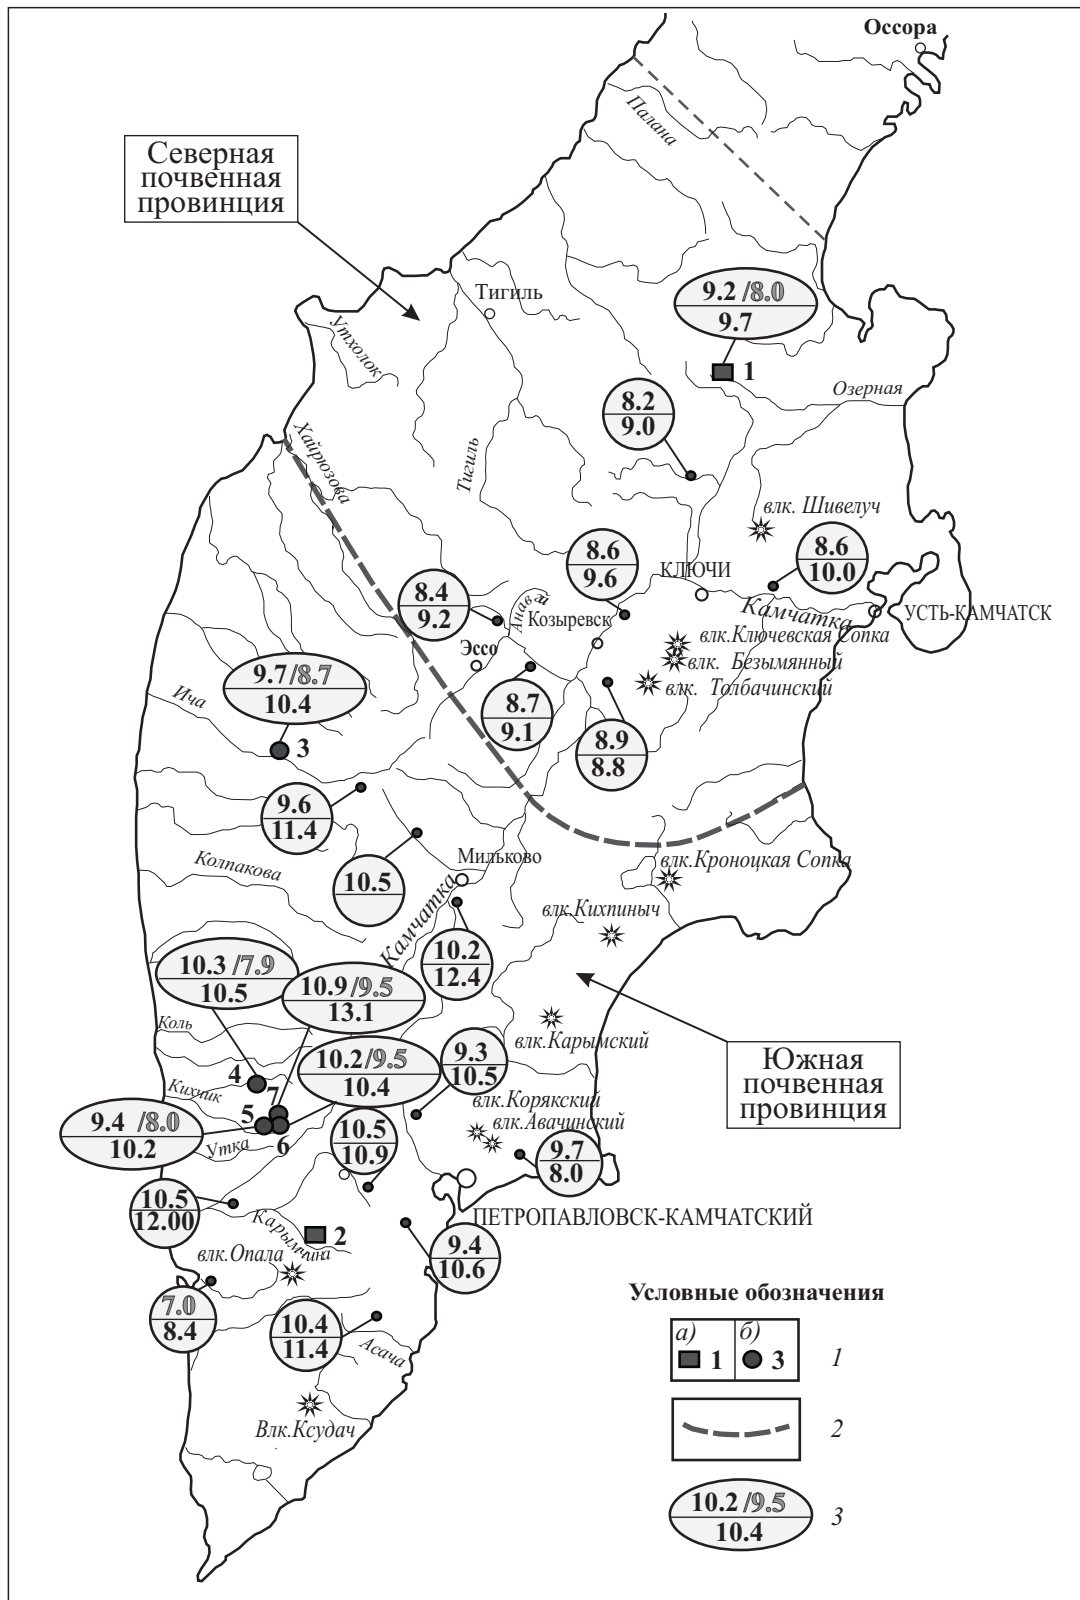 Оссора
Палана
Северная
почвенная
провинция
Тигиль
9.2 /8.0
9.7
Утхолок
1
Озерная
8.2
9.0
Хайрюзова
Тигиль
влк. Шивелуч
8.6
9.6
КЛЮЧИ
8.6
10.0
8.4
9.2
Козыревск
Камчатка
УСТЬ-КАМЧАТСК
Эссо
влк.Ключевская Сопка
влк. Безымянный
влк. Толбачинский
9.7/8.7
10.4
Ича
8.7
9.1
8.9
8.8
3
9.6
11.4
Колпакова
Мильково
10.5
влк.Кроноцкая Сопка
Камчатка
влк.Кихпиныч
10.2
12.4
10.3 /7.9
10.5
10.9 /9.5
13.1
Коль
влк.Карымский
10.2/9.5
10.4
9.3
10.5
Южная
почвенная
провинция
4
Кихчик
7
5
6
9.4 /8.0
10.2
Утка
влк.Корякский
влк.Авачинский
10.5
10.9
9.7
8.0
10.5
12.00
ПЕТРОПАВЛОВСК-КАМЧАТСКИЙ
Карымчина
2
влк.Опала
9.4
10.6
7.0
8.4
10.4
11.4
Асача
Влк.Ксудач
Условные обозначения
а) б)
1 3 1
2
10.2 /9.5
10.4
3